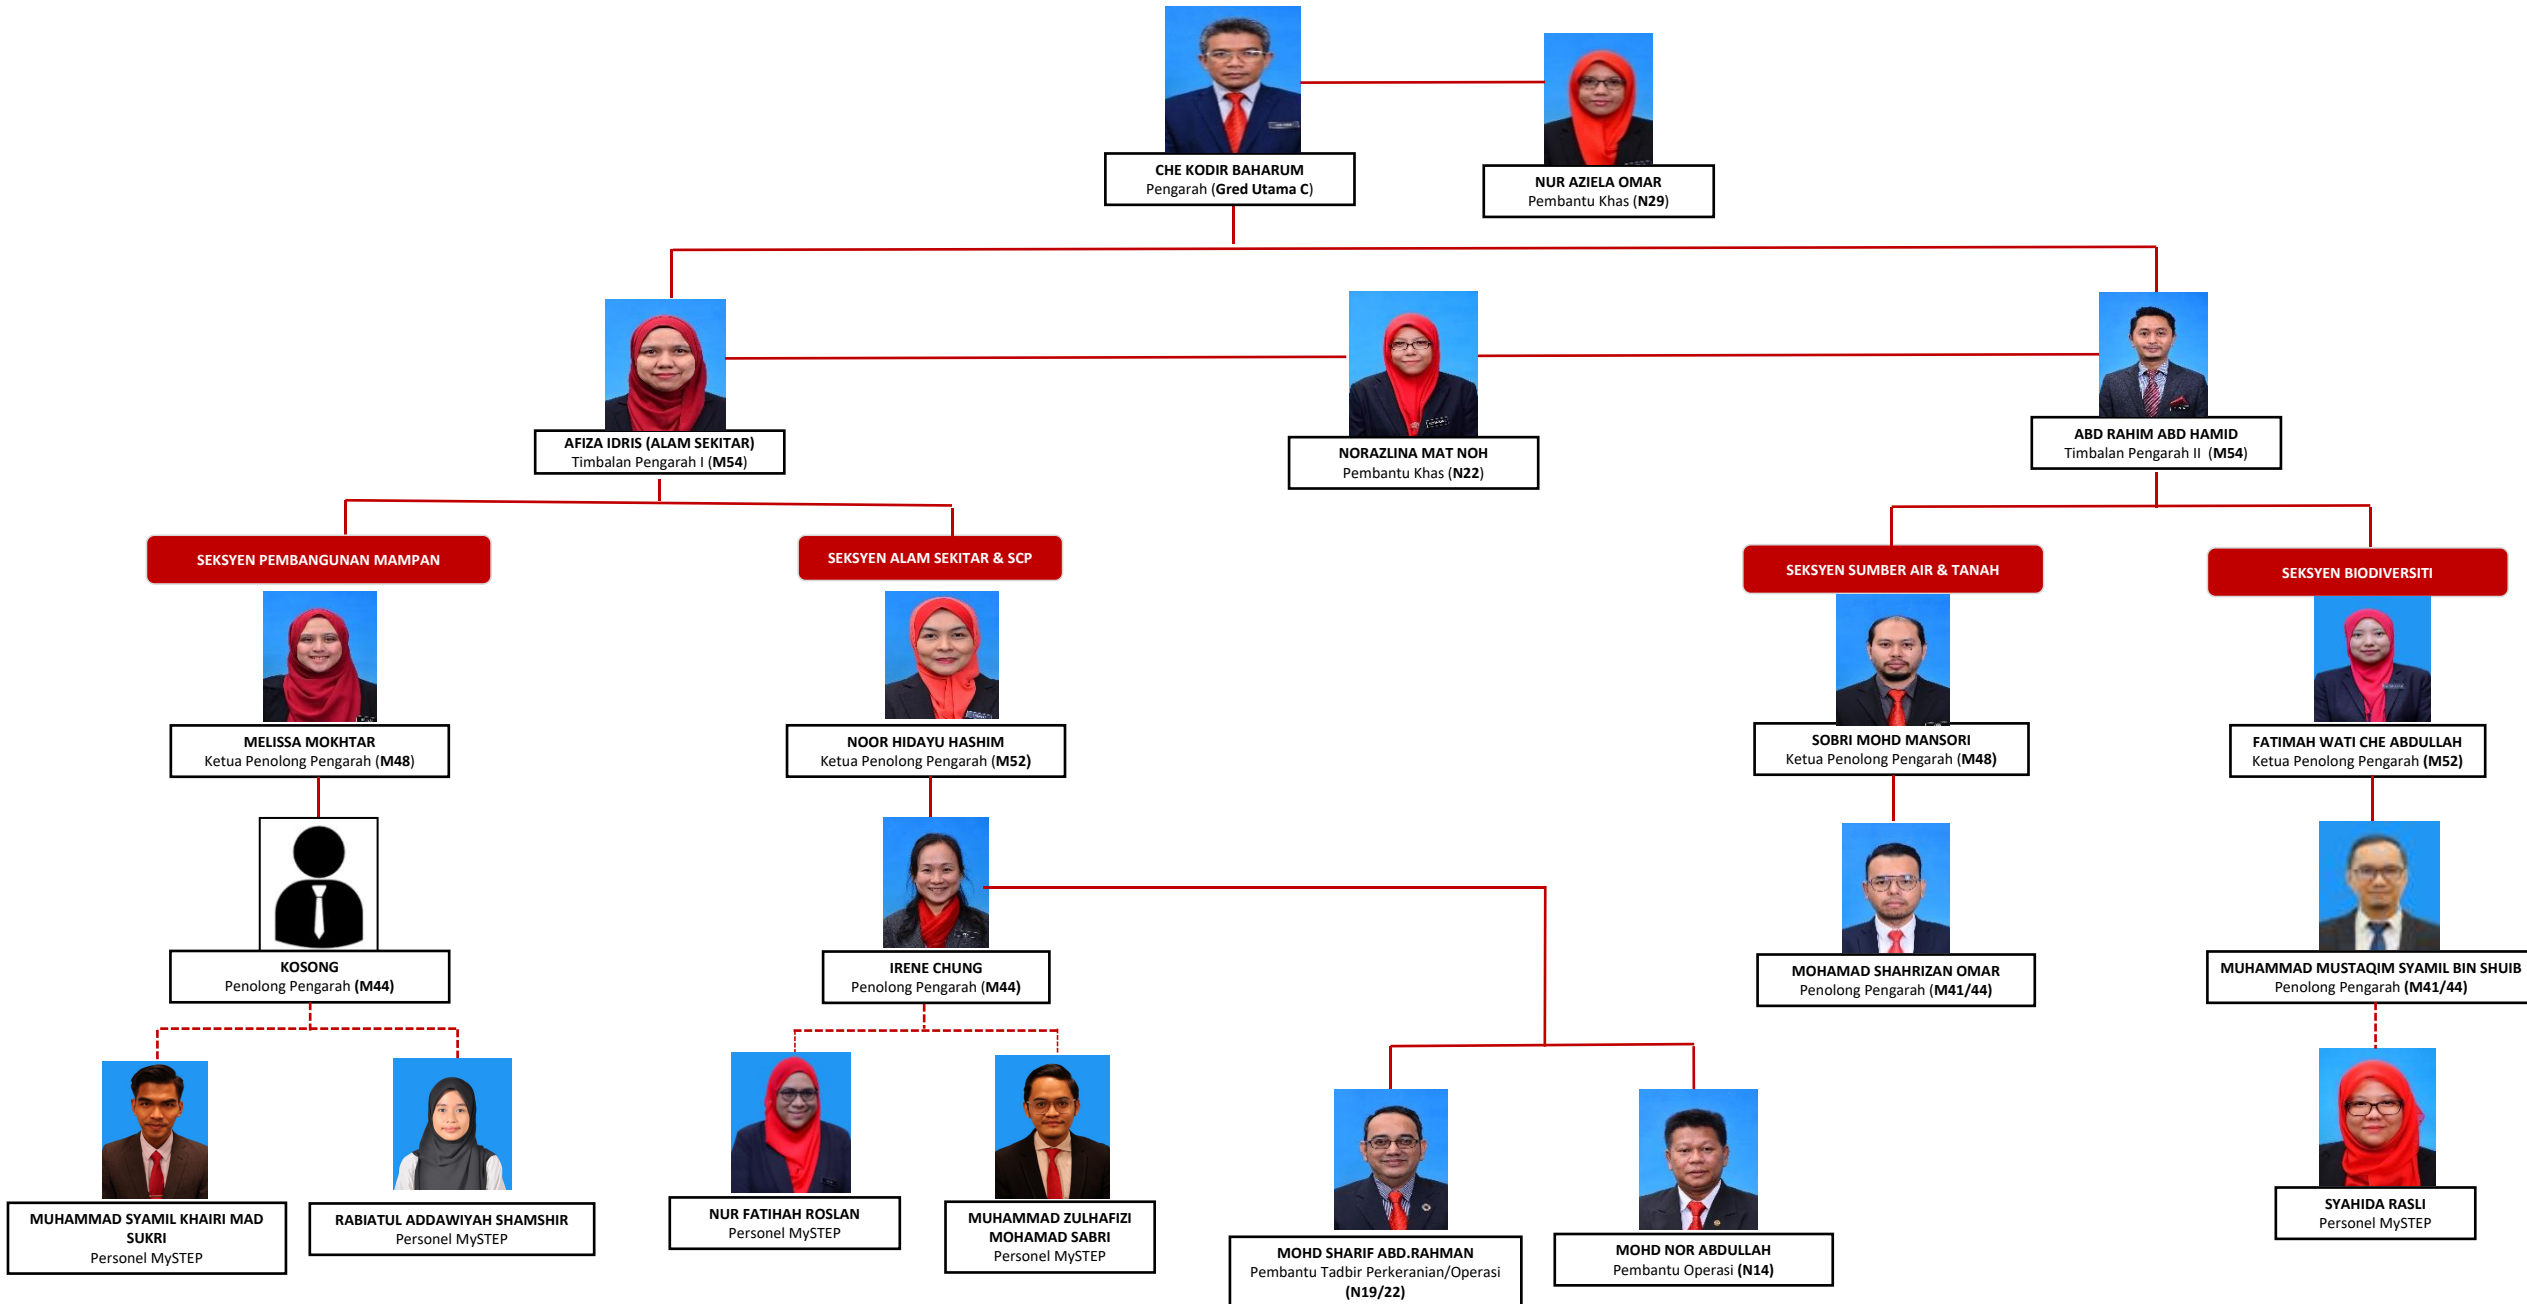 CHE KODIR BAHARUM
Pengarah (Gred Utama C)
NUR AZIELA OMAR
Pembantu Khas (N29)
AFIZA IDRIS (ALAM SEKITAR)
Timbalan Pengarah I (M54)
NORAZLINA MAT NOH
Pembantu Khas (N22)
ABD RAHIM ABD HAMID
Timbalan Pengarah II (M54)
SEKSYEN PEMBANGUNAN MAMPAN
SEKSYEN ALAM SEKITAR & SCP
SEKSYEN SUMBER AIR & TANAH
SEKSYEN BIODIVERSITI
MELISSA MOKHTAR
Ketua Penolong Pengarah (M48)
NOOR HIDAYU HASHIM
Ketua Penolong Pengarah (M52)
SOBRI MOHD MANSORI
Ketua Penolong Pengarah (M48)
FATIMAH WATI CHE ABDULLAH
Ketua Penolong Pengarah (M52)
KOSONG
Penolong Pengarah (M44)
IRENE CHUNG
Penolong Pengarah (M44)
MOHAMAD SHAHRIZAN OMAR
Penolong Pengarah (M41/44)
MUHAMMAD MUSTAQIM SYAMIL BIN SHUIB
Penolong Pengarah (M41/44)
MUHAMMAD SYAMIL KHAIRI MAD
SUKRI
Personel MySTEP
RABIATUL ADDAWIYAH SHAMSHIR
Personel MySTEP
NUR FATIHAH ROSLAN
Personel MySTEP
MUHAMMAD ZULHAFIZI
MOHAMAD SABRI
Personel MySTEP
MOHD SHARIF ABD.RAHMAN
Pembantu Tadbir Perkeranian/Operasi
(N19/22)
MOHD NOR ABDULLAH
Pembantu Operasi (N14)
SYAHIDA RASLI
Personel MySTEP